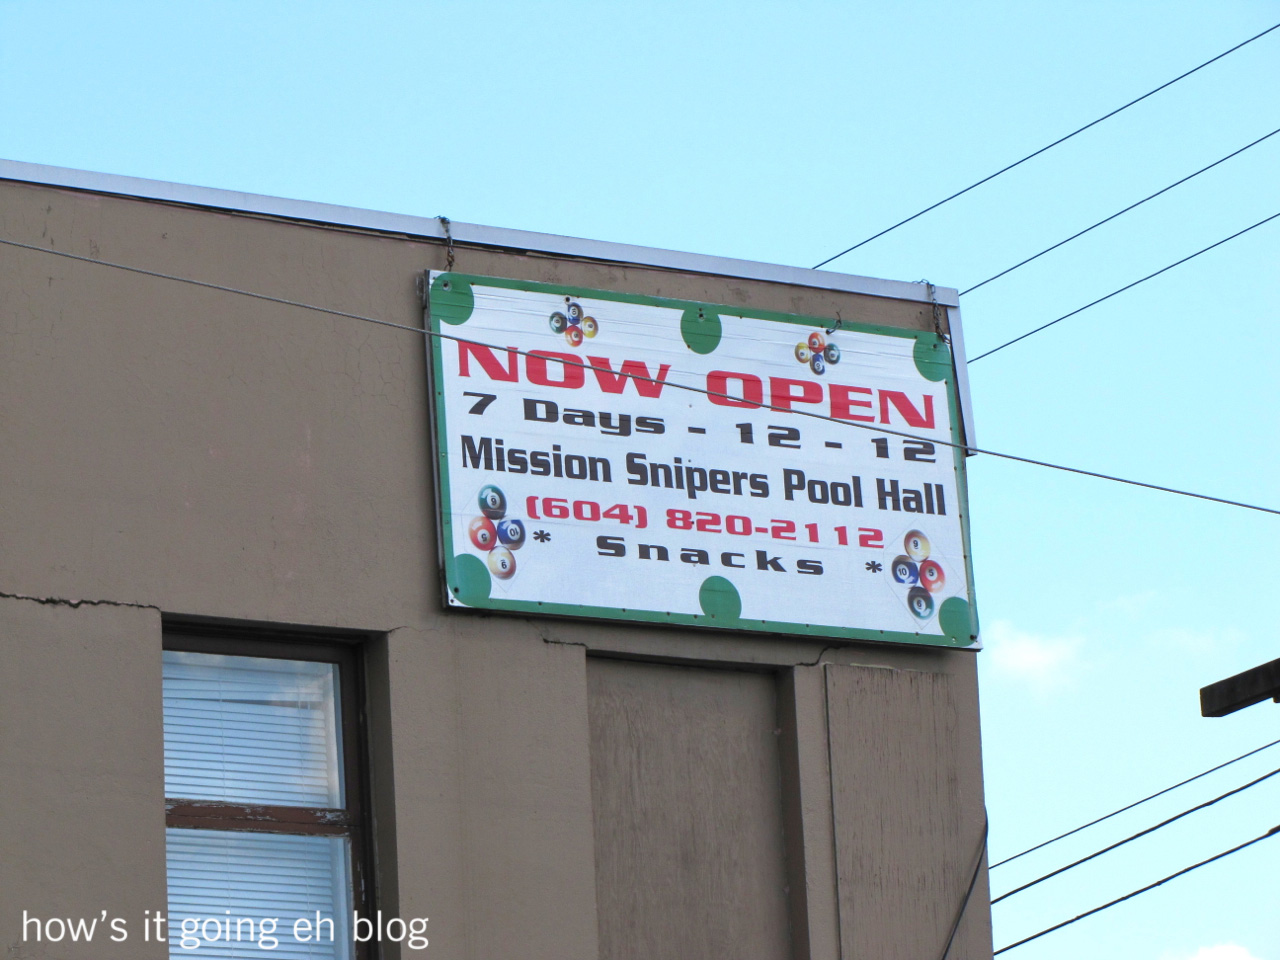 NOW OPEN
7 Days - 12 - 12
Mission Snipers Pool Hall
(604) 820-2112
* Snacks *
how's it going eh blog